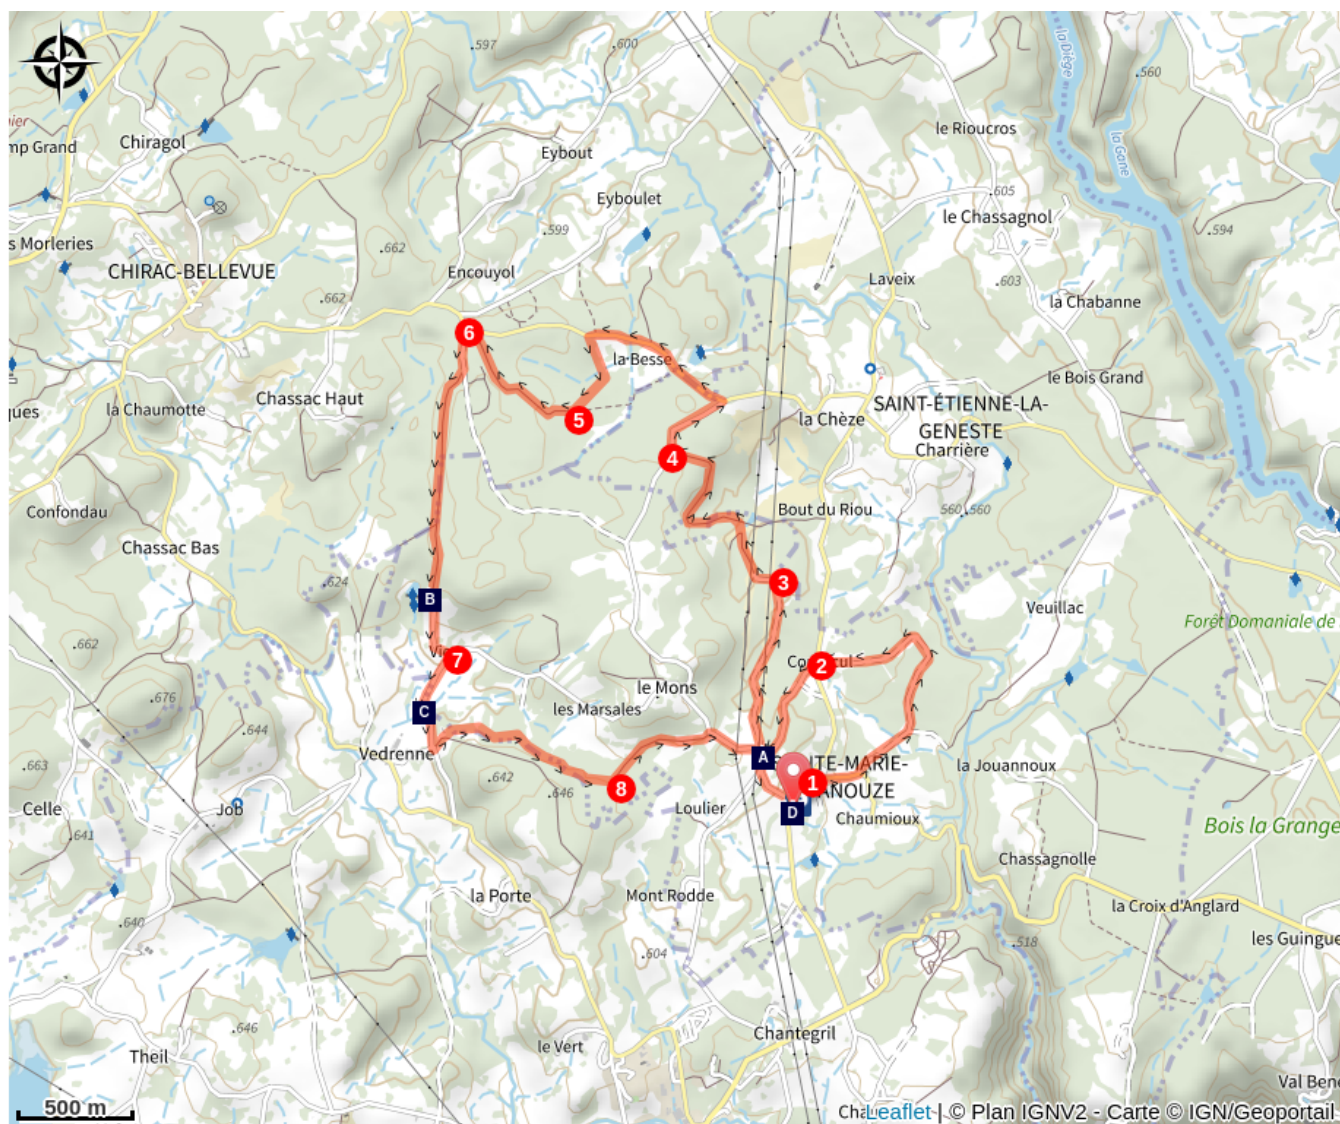 597
600
560
la Diège
la Gane
le Rioucros
mp Grand
Chiragol
Eybout
605
Eyboulet
le Chassagnol
594
s Morleries
662
599
CHIRAC-BELLEVUE
Encouyol
Laveix
603
662
la Chabanne
6
la Besse
le Bois Grand
ques
la Chaumotte
Chassac Haut
5
la Chèze
SAINT-ÉTIENNE-LA-
GENESTE
Charrière
4
Confondau
Bout du Riou
560
560
Chassac Bas
624
3
B
Veuillac
Forêt Domaniale de
662
7
2
676
le Mons
les Marsales
C
644
Vedrenne
A
663
642
646
1
la Jouannoux
8
Celle
Job
Loulier
D
Chaumioux
Bois la Grange
641
Chassagnolle
la Porte
Mont Rodde
la Croix d'Anglard
640
604
518
les Guingue
646
Chantegril
Theil
le Vert
Val Ben
500 m
Leaflet | © Plan IGNV2 - Carte © IGN/Geoportail